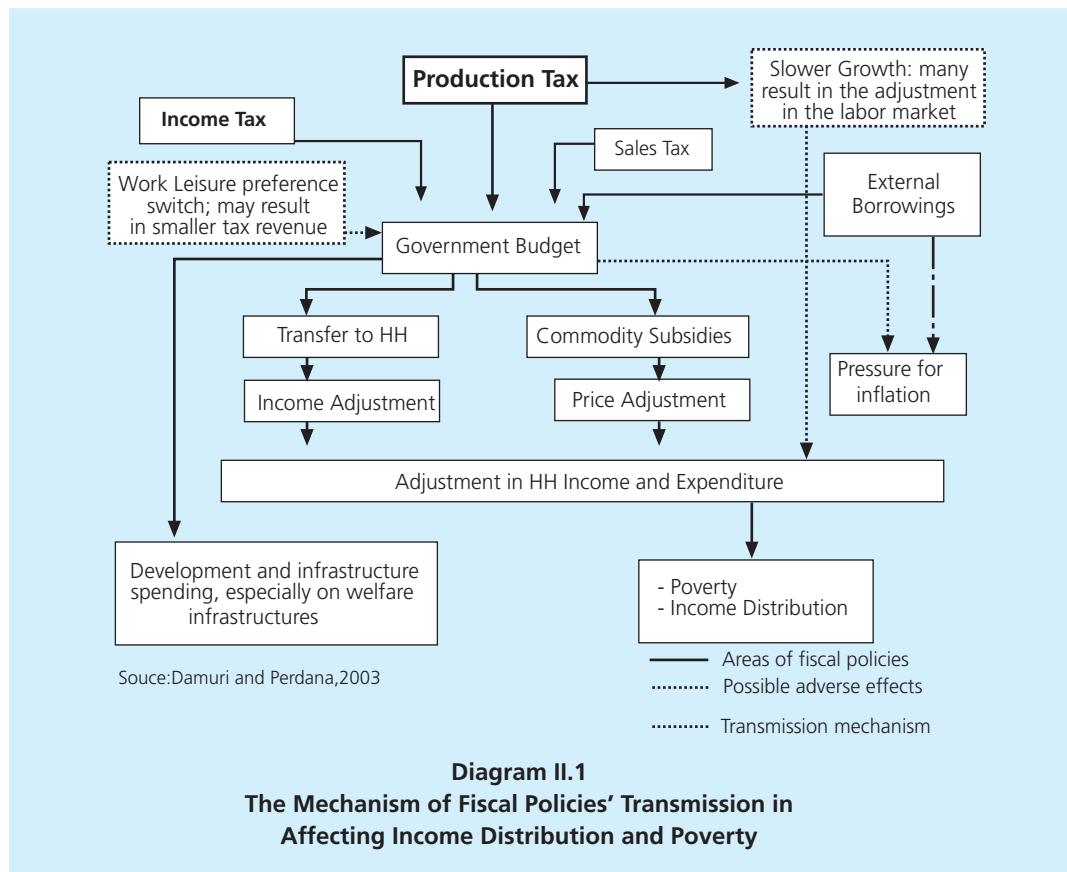 Production Tax
Slower Growth: many
result in the adjustment
in the labor market
Income Tax
Sales Tax
Work Leisure preference
switch; may result
in smaller tax revenue
External
Borrowings
Government Budget
Transfer to HH
Commodity Subsidies
Pressure for
inflation
Income Adjustment
Price Adjustment
Adjustment in HH Income and Expenditure
Development and infrastructure
spending, especially on welfare
infrastructures
- Poverty
- Income Distribution
Souce:Damuri and Perdana,2003
Areas of fiscal policies
Possible adverse effects
Transmission mechanism
Diagram II.1
The Mechanism of Fiscal Policies’ Transmission in
Affecting Income Distribution and Poverty